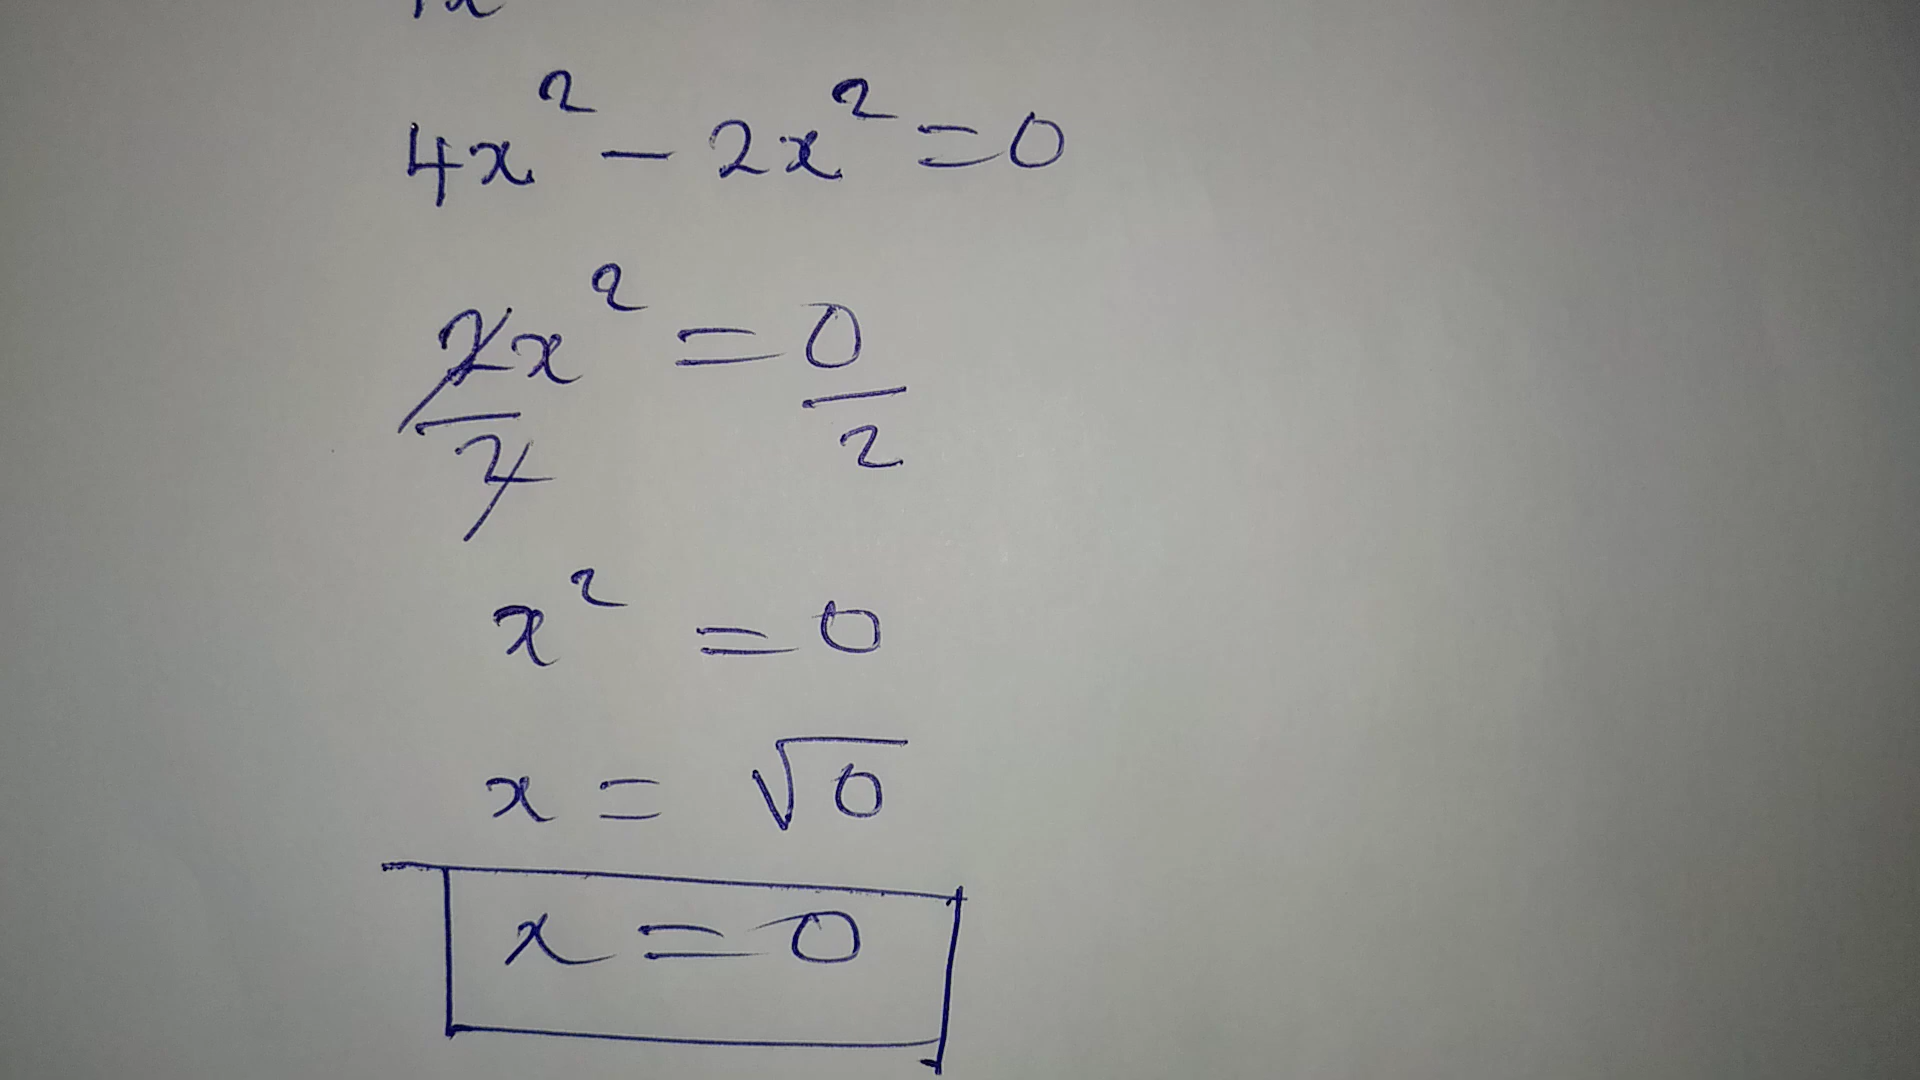 4x² - 2x² = 0
2x²/2 = 0/2
x² = 0
x = √0
x = 0